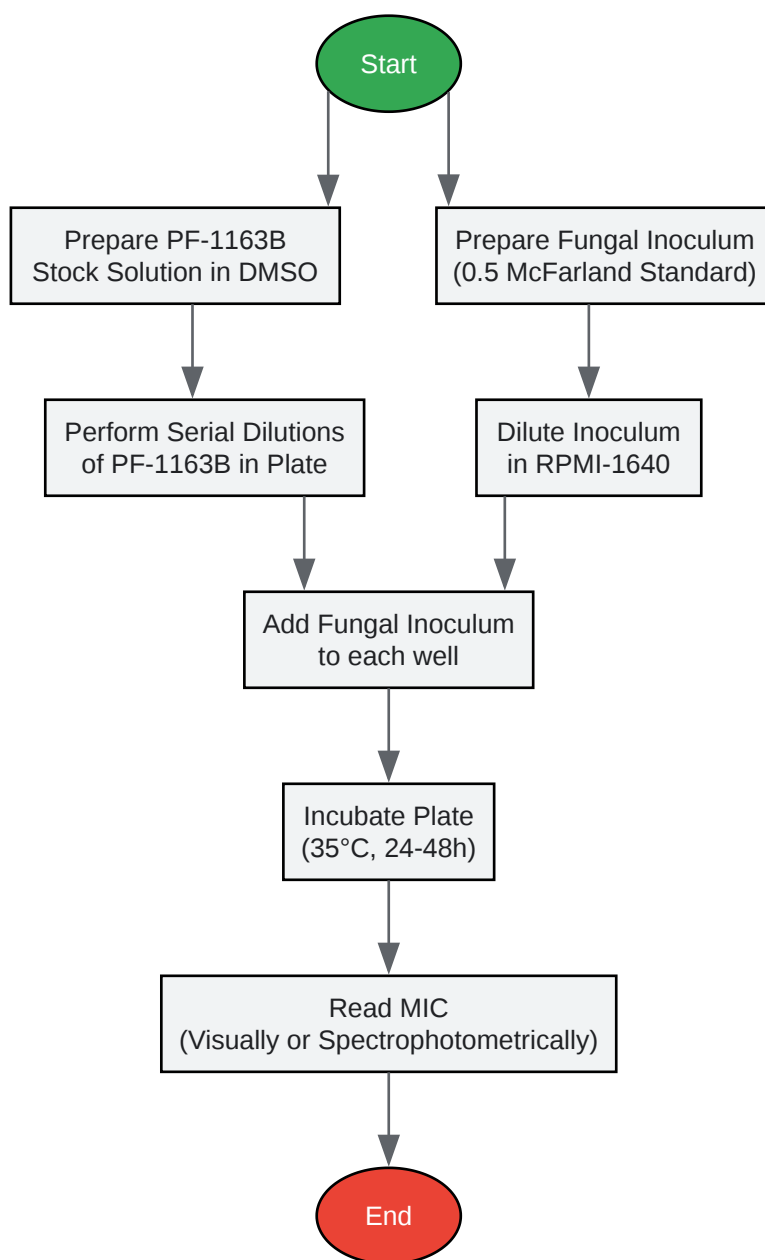 Start
Prepare PF-1163B
Stock Solution in DMSO
Prepare Fungal Inoculum
(0.5 McFarland Standard)
Perform Serial Dilutions
of PF-1163B in Plate
Dilute Inoculum
in RPMI-1640
Add Fungal Inoculum
to each well
Incubate Plate
(35°C, 24-48h)
Read MIC
(Visually or Spectrophotometrically)
End